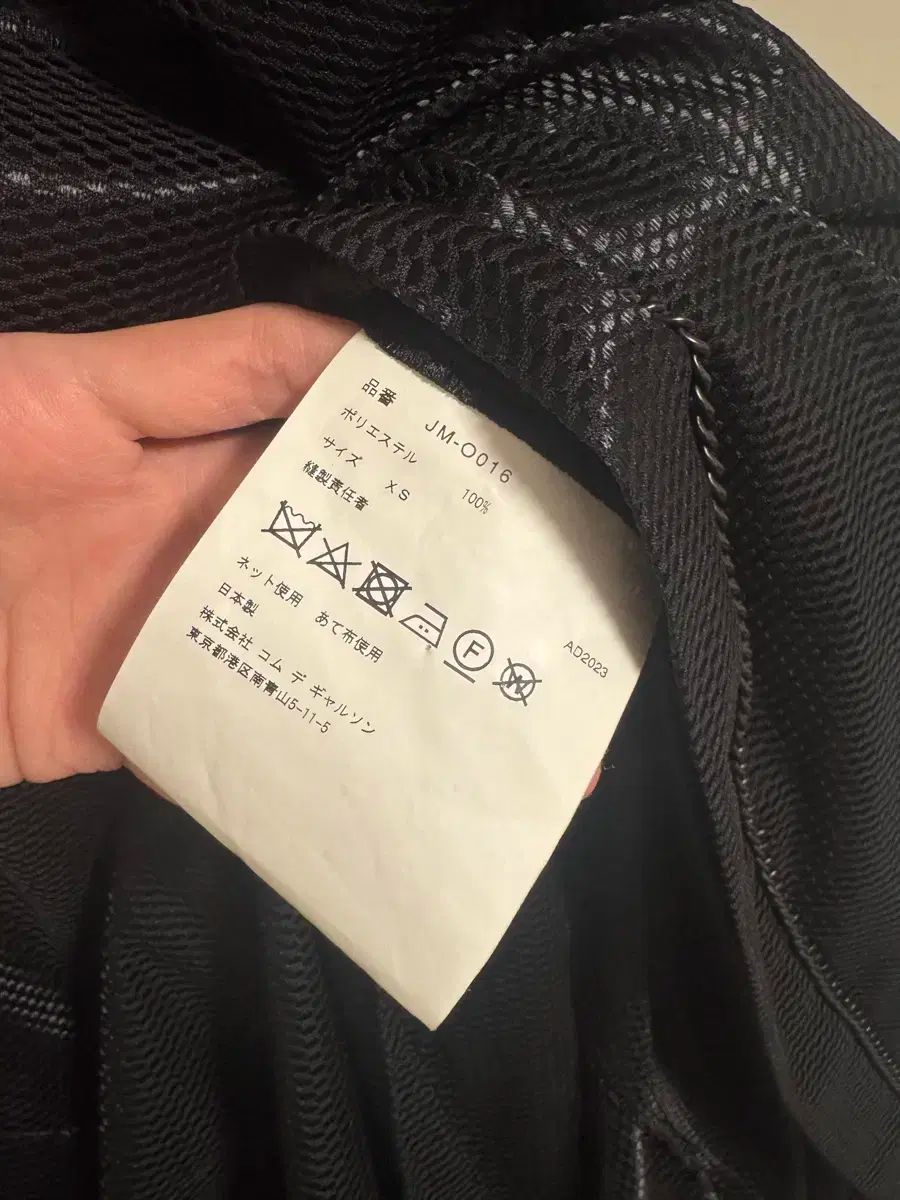 品番 JM-O016
ポリエステル 100%
サイズ XS
縫製責任者
F W
AD2023
ネット使用 あて布使用
日本製
株式会社 コム デ ギャルソン
東京都港区南青山5-11-5